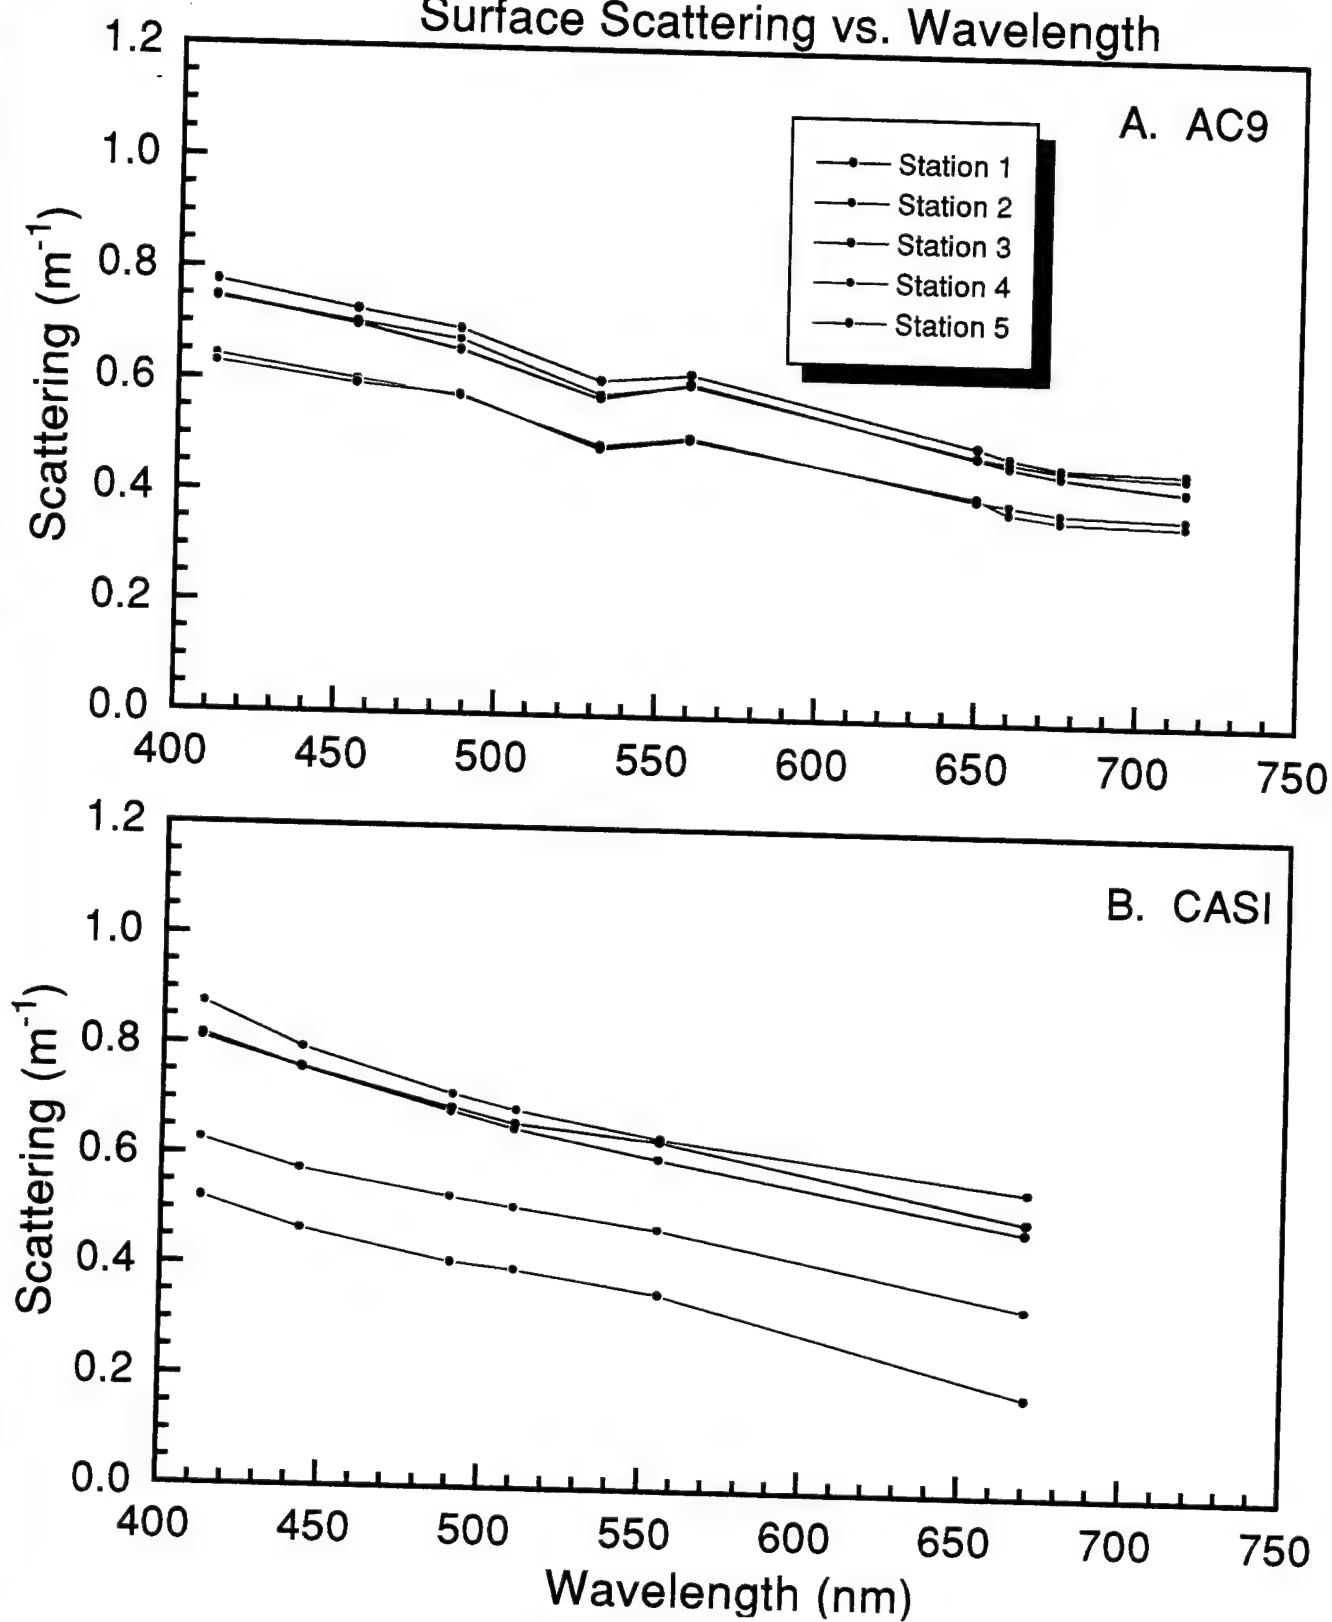 Surface Scattering vs. Wavelength
A. AC9
Station 1
Station 2
Station 3
Station 4
Station 5
Scattering (m⁻¹)
1.2
1.0
0.8
0.6
0.4
0.2
0.0
400 450 500 550 600 650 700 750
B. CASI
Scattering (m⁻¹)
1.2
1.0
0.8
0.6
0.4
0.2
0.0
400 450 500 550 600 650 700 750
Wavelength (nm)